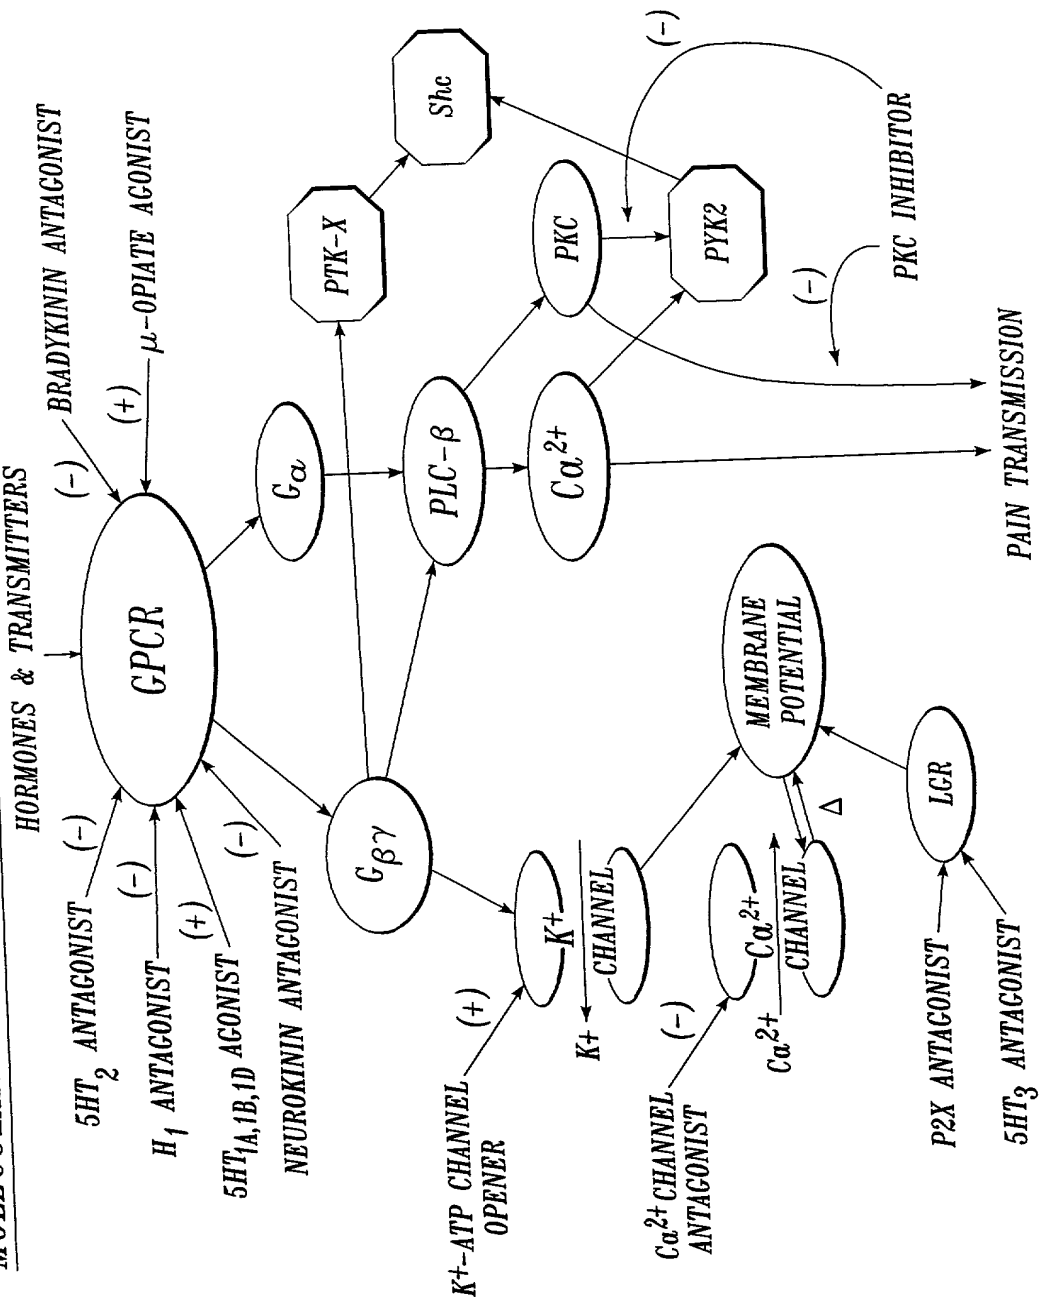 HORMONES & TRANSMITTERS
BRADYKININ ANTAGONIST
(-)
μ-OPIATE AGONIST
(+)
5HT2 ANTAGONIST
(-)
H1 ANTAGONIST
(-)
5HT1A,1B,1D AGONIST
(+)
NEUROKININ ANTAGONIST
(-)
GPCR
Gα
Gβγ
PTK-X
Shc
PLC-β
PKC
Ca2+
PYK2
(-)
(-)
PKC INHIBITOR
PAIN TRANSMISSION
K+-ATP CHANNEL
OPENER
(+)
K+
CHANNEL
K+
Ca2+CHANNEL
ANTAGONIST
(-)
Ca2+
CHANNEL
Ca2+
MEMBRANE
POTENTIAL
Δ
LGR
P2X ANTAGONIST
5HT3 ANTAGONIST